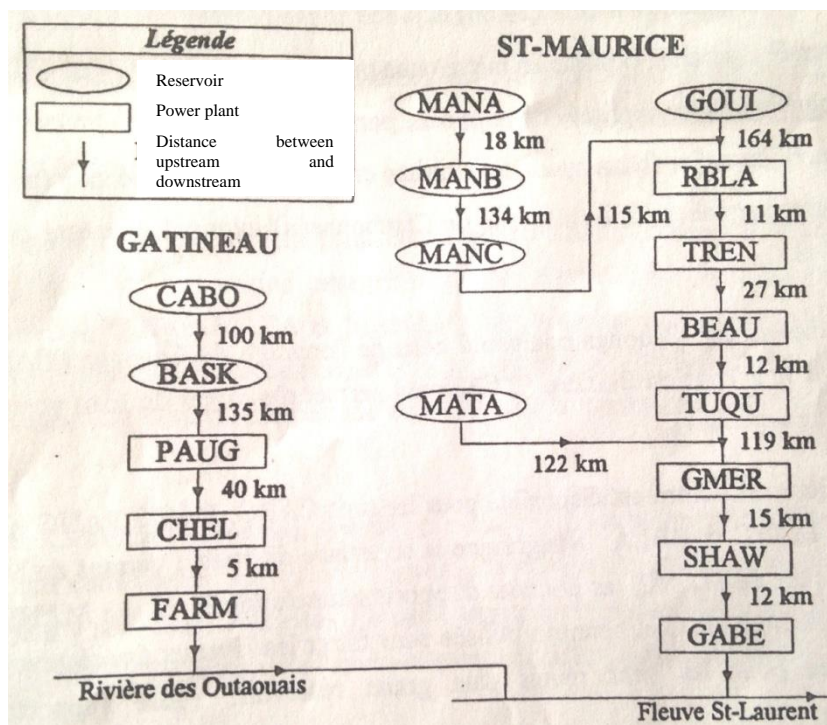 Légende
Reservoir
Power plant
Distance between
upstream and
downstream
ST-MAURICE
MANA
18 km
MANB
134 km
MANC
115 km
GOUI
164 km
RBLA
11 km
TREN
27 km
BEAU
12 km
MATA
122 km
TUQU
119 km
GMER
15 km
SHAW
12 km
GABE
Fleuve St-Laurent
GATINEAU
CABO
100 km
BASK
135 km
PAUG
40 km
CHEL
5 km
FARM
Rivière des Outaouais